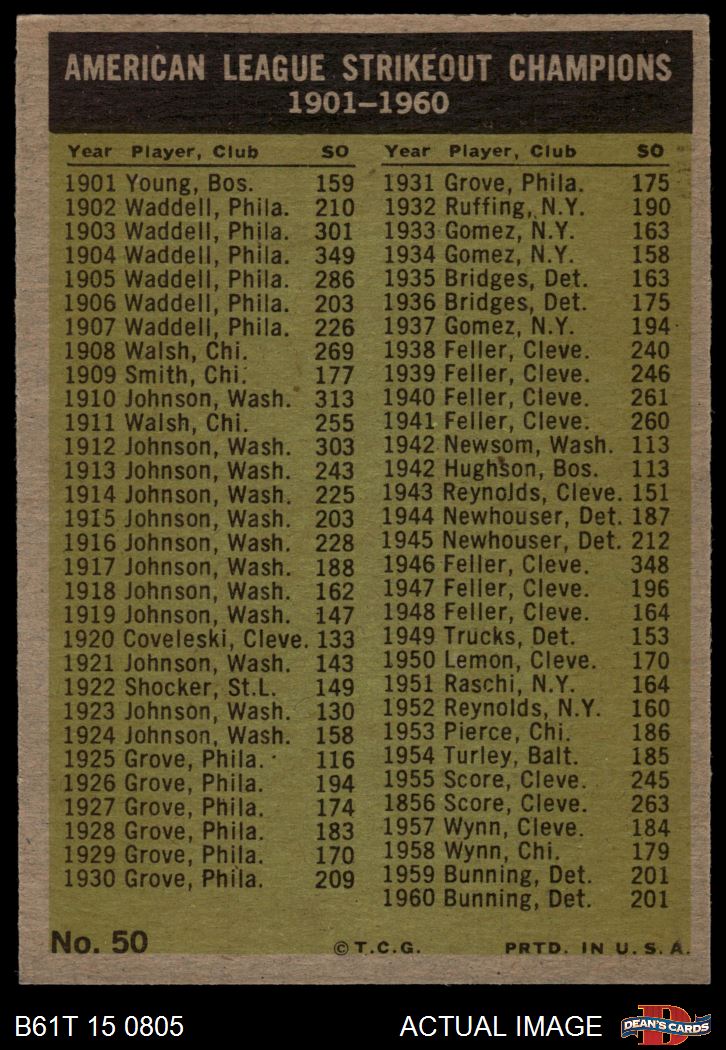 AMERICAN LEAGUE STRIKEOUT CHAMPIONS
1901–1960
Year Player, Club SO
1901 Young, Bos. 159
1902 Waddell, Phila. 210
1903 Waddell, Phila. 301
1904 Waddell, Phila. 349
1905 Waddell, Phila. 286
1906 Waddell, Phila. 203
1907 Waddell, Phila. 226
1908 Walsh, Chi. 269
1909 Smith, Chi. 177
1910 Johnson, Wash. 313
1911 Walsh, Chi. 255
1912 Johnson, Wash. 303
1913 Johnson, Wash. 243
1914 Johnson, Wash. 225
1915 Johnson, Wash. 203
1916 Johnson, Wash. 228
1917 Johnson, Wash. 188
1918 Johnson, Wash. 162
1919 Johnson, Wash. 147
1920 Coveleski, Cleve. 133
1921 Johnson, Wash. 143
1922 Shocker, St.L. 149
1923 Johnson, Wash. 130
1924 Johnson, Wash. 158
1925 Grove, Phila. 116
1926 Grove, Phila. 194
1927 Grove, Phila. 174
1928 Grove, Phila. 183
1929 Grove, Phila. 170
1930 Grove, Phila. 209
Year Player, Club SO
1931 Grove, Phila. 175
1932 Ruffing, N.Y. 190
1933 Gomez, N.Y. 163
1934 Gomez, N.Y. 158
1935 Bridges, Det. 163
1936 Bridges, Det. 175
1937 Gomez, N.Y. 194
1938 Feller, Cleve. 240
1939 Feller, Cleve. 246
1940 Feller, Cleve. 261
1941 Feller, Cleve. 260
1942 Newsom, Wash. 113
1942 Hughson, Bos. 113
1943 Reynolds, Cleve. 151
1944 Newhouser, Det. 187
1945 Newhouser, Det. 212
1946 Feller, Cleve. 348
1947 Feller, Cleve. 196
1948 Feller, Cleve. 164
1949 Trucks, Det. 153
1950 Lemon, Cleve. 170
1951 Raschi, N.Y. 164
1952 Reynolds, N.Y. 160
1953 Pierce, Chi. 186
1954 Turley, Balt. 185
1955 Score, Cleve. 245
1856 Score, Cleve. 263
1957 Wynn, Cleve. 184
1958 Wynn, Chi. 179
1959 Bunning, Det. 201
1960 Bunning, Det. 201
No. 50 © T.C.G. PRTD. IN U.S.A.
B61T 15 0805 ACTUAL IMAGE
D
DEAN'S CARDS